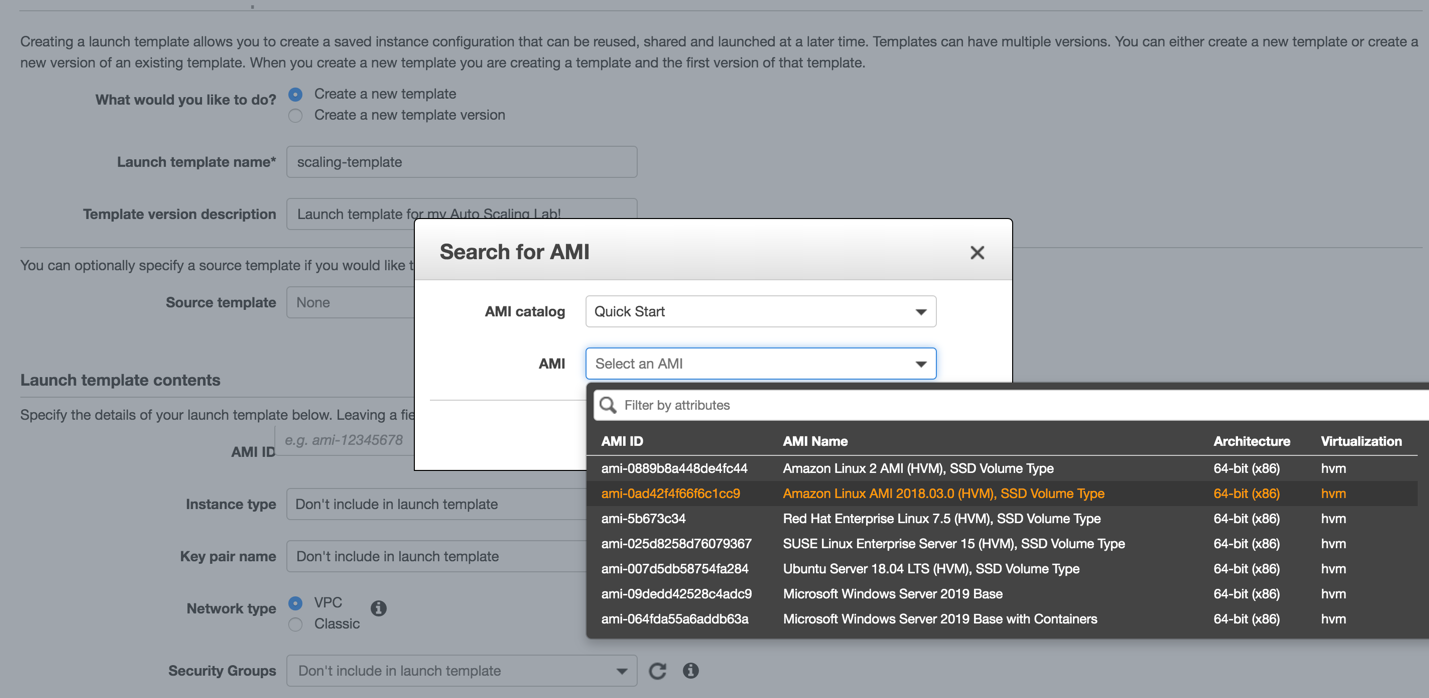 Creating a launch template allows you to create a saved instance configuration that can be reused, shared and launched at a later time. Templates can have multiple versions. You can either create a new template or create a
new version of an existing template. When you create a new template you are creating a template and the first version of that template.
What would you like to do?
Create a new template
Create a new template version
Launch template name* scaling-template
Template version description Launch template for my Auto Scaling Lab!
You can optionally specify a source template if you would like
Source template None
Search for AMI
AMI catalog Quick Start
AMI Select an AMI
Filter by attributes
AMI ID AMI Name Architecture Virtualization
ami-0889b8a448de4fc44 Amazon Linux 2 AMI (HVM), SSD Volume Type 64-bit (x86) hvm
ami-0ad42f4f66f6c1cc9 Amazon Linux AMI 2018.03.0 (HVM), SSD Volume Type 64-bit (x86) hvm
ami-5b673c34 Red Hat Enterprise Linux 7.5 (HVM), SSD Volume Type 64-bit (x86) hvm
ami-025d8258d76079367 SUSE Linux Enterprise Server 15 (HVM), SSD Volume Type 64-bit (x86) hvm
ami-007d5db58754fa284 Ubuntu Server 18.04 LTS (HVM), SSD Volume Type 64-bit (x86) hvm
ami-09dedd42528c4adc9 Microsoft Windows Server 2019 Base 64-bit (x86) hvm
ami-064fda55a6addb63a Microsoft Windows Server 2019 Base with Containers 64-bit (x86) hvm
Launch template contents
Specify the details of your launch template below. Leaving a
AMI ID e.g. ami-12345678
Instance type Don't include in launch template
Key pair name Don't include in launch template
Network type
VPC
Classic
Security Groups Don't include in launch template